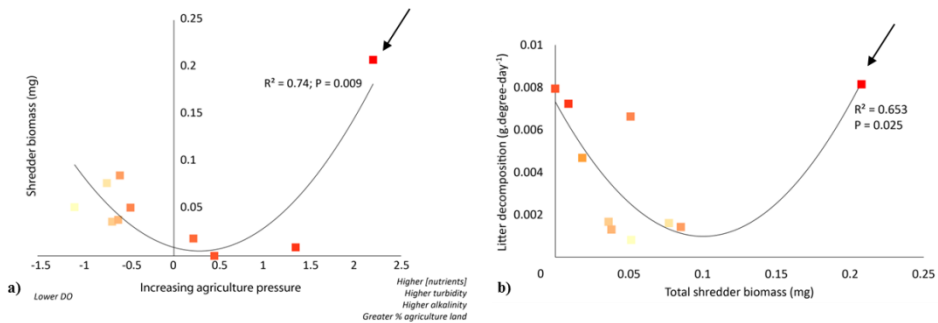 0.25
0.20
0.15
0.1
0.05
-1.5
-1
-0.5
0
0.5
1
1.5
2
2.5
Shredder biomass (mg)
R² = 0.74; P = 0.009
Increasing agriculture pressure
a)
Lower DO
Higher [nutrients]
Higher turbidity
Higher alkalinity
Greater % agriculture land
0.01
0.008
0.006
0.004
0.002
0
0.05
0.1
0.15
0.2
0.25
Litter decomposition (g.degree-day⁻¹)
R² = 0.653
P = 0.025
Total shredder biomass (mg)
b)